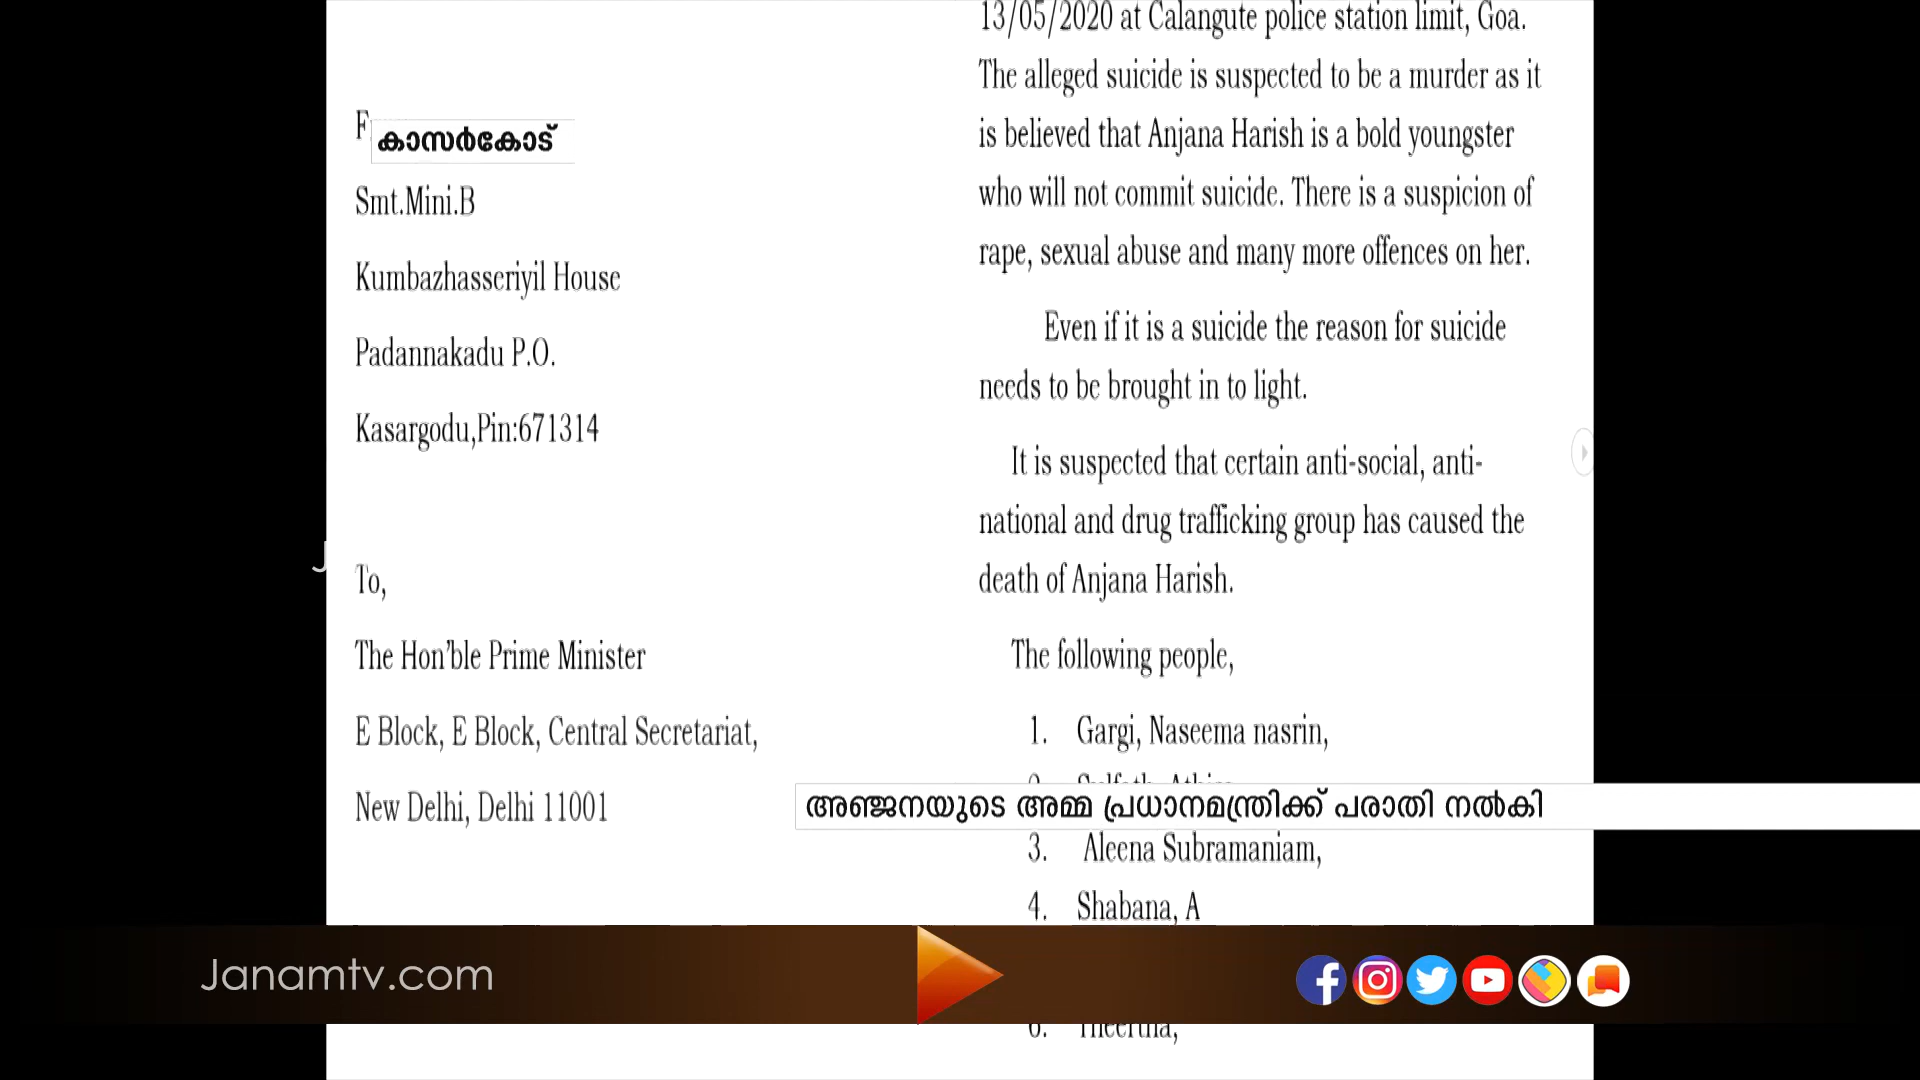 കാസർകോട്
Smt.Mini.B
Kumbazhasseriyil House
Padannakadu P.O.
Kasargodu,Pin:671314
To,
The Hon'ble Prime Minister
E Block, E Block, Central Secretariat,
New Delhi, Delhi 11001
13/05/2020 at Calangute police station limit, Goa.
The alleged suicide is suspected to be a murder as it
is believed that Anjana Harish is a bold youngster
who will not commit suicide. There is a suspicion of
rape, sexual abuse and many more offences on her.
Even if it is a suicide the reason for suicide
needs to be brought in to light.
It is suspected that certain anti-social, anti-
national and drug trafficking group has caused the
death of Anjana Harish.
The following people,
1. Gargi, Naseema nasrin,
അഞ്ജനയുടെ അമ്മ പ്രധാനമന്ത്രിക്ക് പരാതി നൽകി
3. Aleena Subramaniam,
4. Shabana, A
Janamtv.com
6. Theertha,